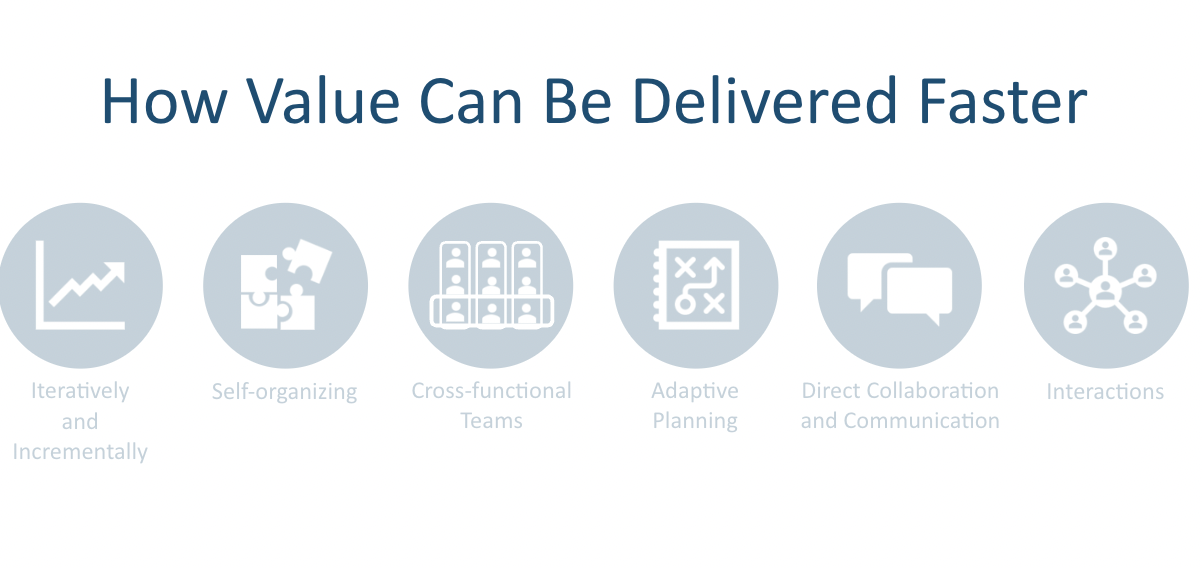 How Value Can Be Delivered Faster
Iteratively
and
Incrementally
Self-organizing
Cross-functional
Teams
Adaptive
Planning
Direct Collaboration
and Communication
Interactions